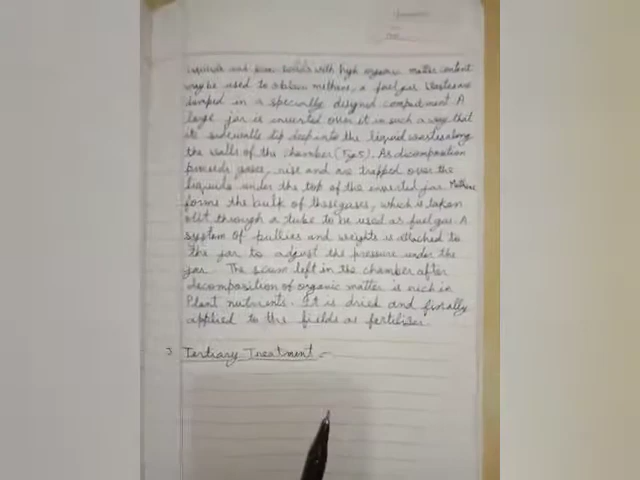 liquids and semi solids with high organic matter content
may be used to obtain methane, a fuel gas. Wastes are
dumped in a specially designed compartment. A
large jar is inverted over it in such a way that
it sidewalls dip deep into the liquid wastes along
the walls of the chamber (Fig 5). As decomposition
proceeds gases, rise and are trapped over the
liquids under the top of the inverted jar. Methane
forms the bulk of these gases, which is taken
out through a tube to be used as fuel gas. A
system of pullies and weights is attached to
the jar to adjust the pressure under the
jar. The scum left in the chamber after
decomposition of organic matter is rich in
Plant nutrients. It is dried and finally
applied to the fields as fertilizer.
3 Tertiary Treatment -